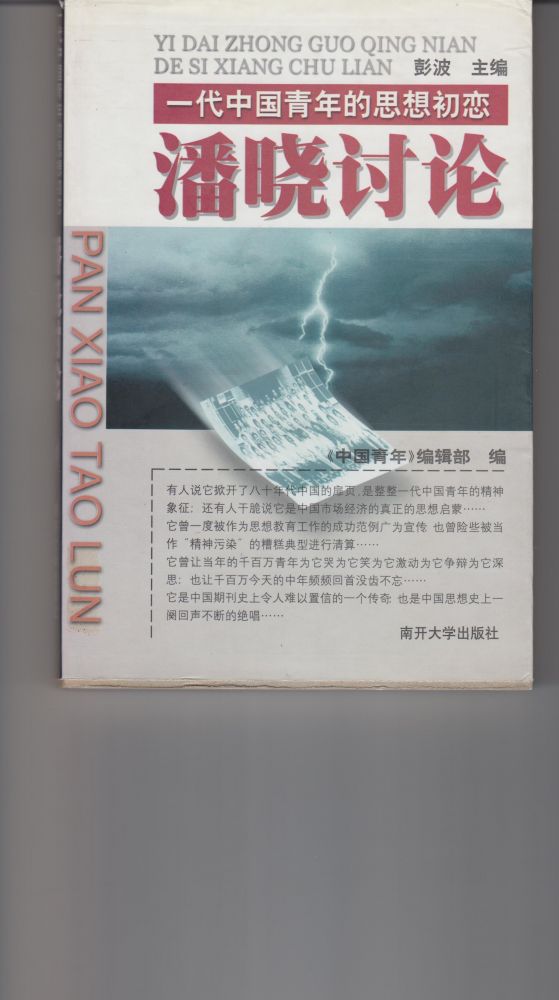 YI DAI ZHONG GUO QING NIAN
DE SI XIANG CHU LIAN 彭波 主编
一代中国青年的思想初恋
潘晓讨论
PAN XIAO TAO LUN
《中国青年》编辑部 编
有人说它掀开了八十年代中国的扉页,是整整一代中国青年的精神
象征;还有人干脆说它是中国市场经济的真正的思想启蒙……
它曾一度被作为思想教育工作的成功范例广为宣传,也曾险些被当
作“精神污染”的糟糕典型进行清算……
它曾让当年的千百万青年为它哭为它笑为它激动为它争辩为它深
思;也让千百万今天的中年频频回首没齿不忘……
它是中国期刊史上令人难以置信的一个传奇;也是中国思想史上一
阕回声不断的绝唱……
南开大学出版社